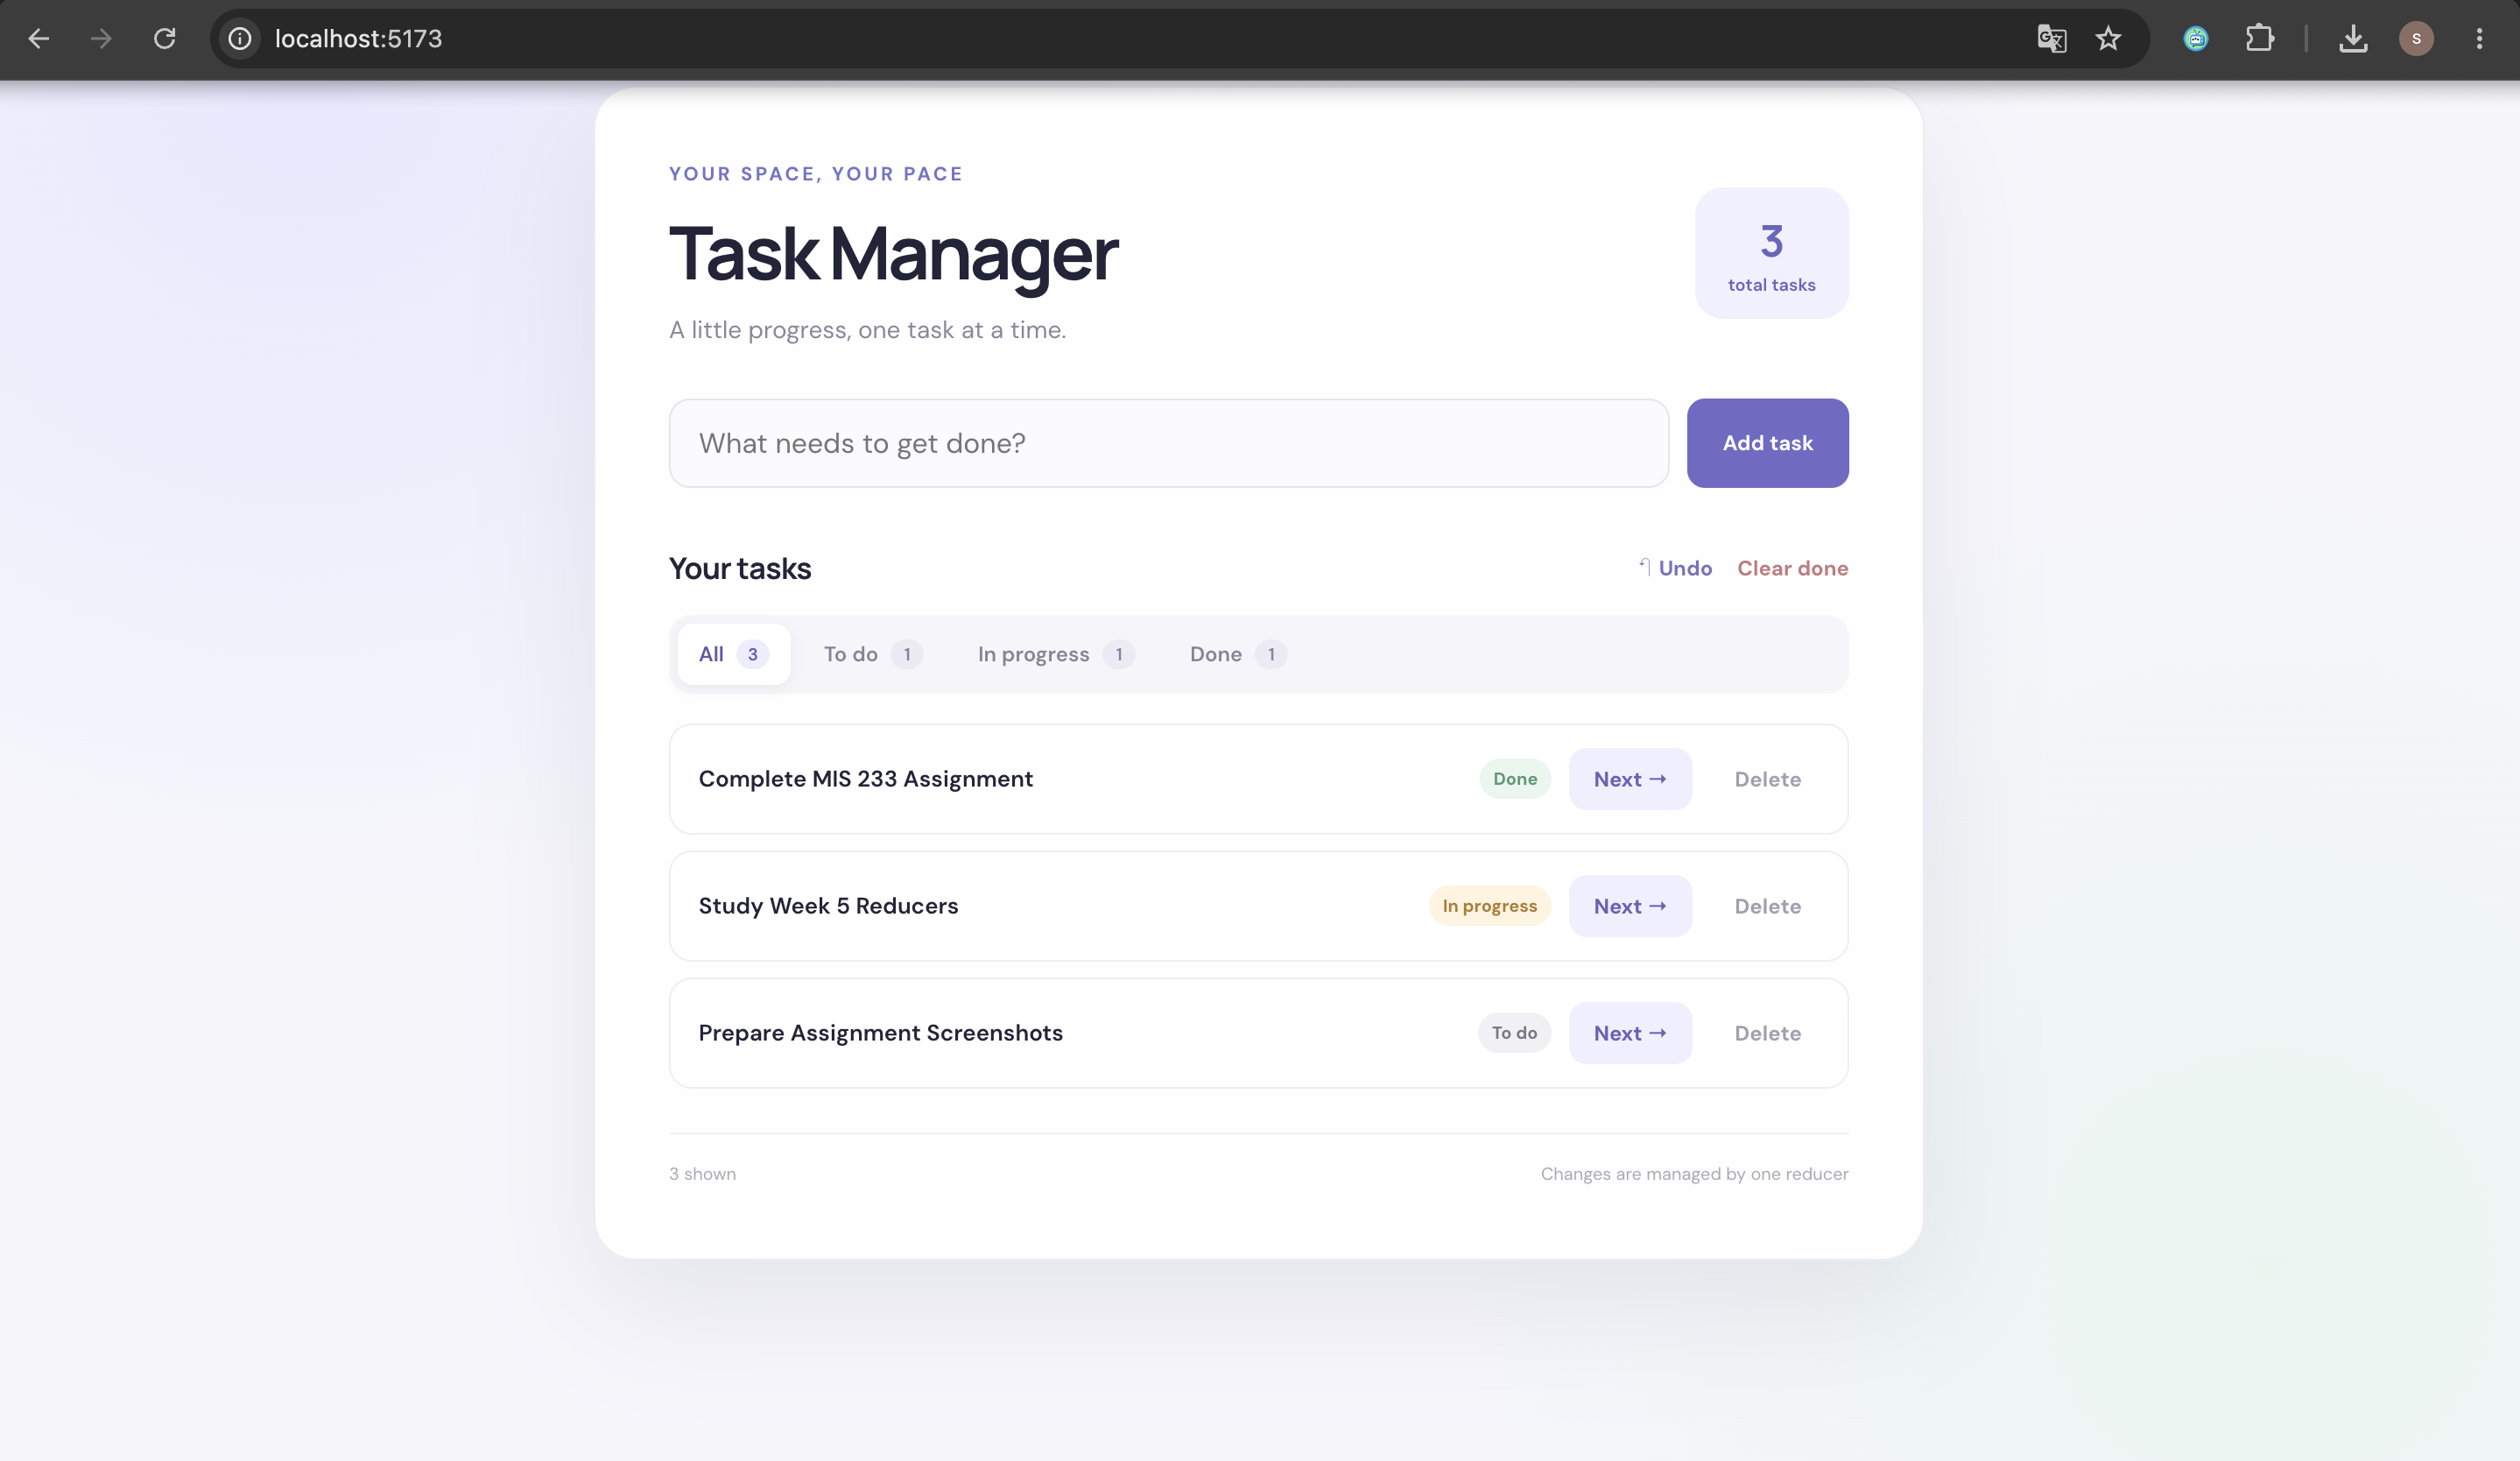 localhost:5173
S
YOUR SPACE, YOUR PACE
Task Manager
A little progress, one task at a time.
3
total tasks
What needs to get done?
Add task
Your tasks
Undo
Clear done
All 3
To do 1
In progress 1
Done 1
Complete MIS 233 Assignment
Done
Next →
Delete
Study Week 5 Reducers
In progress
Next →
Delete
Prepare Assignment Screenshots
To do
Next →
Delete
3 shown
Changes are managed by one reducer